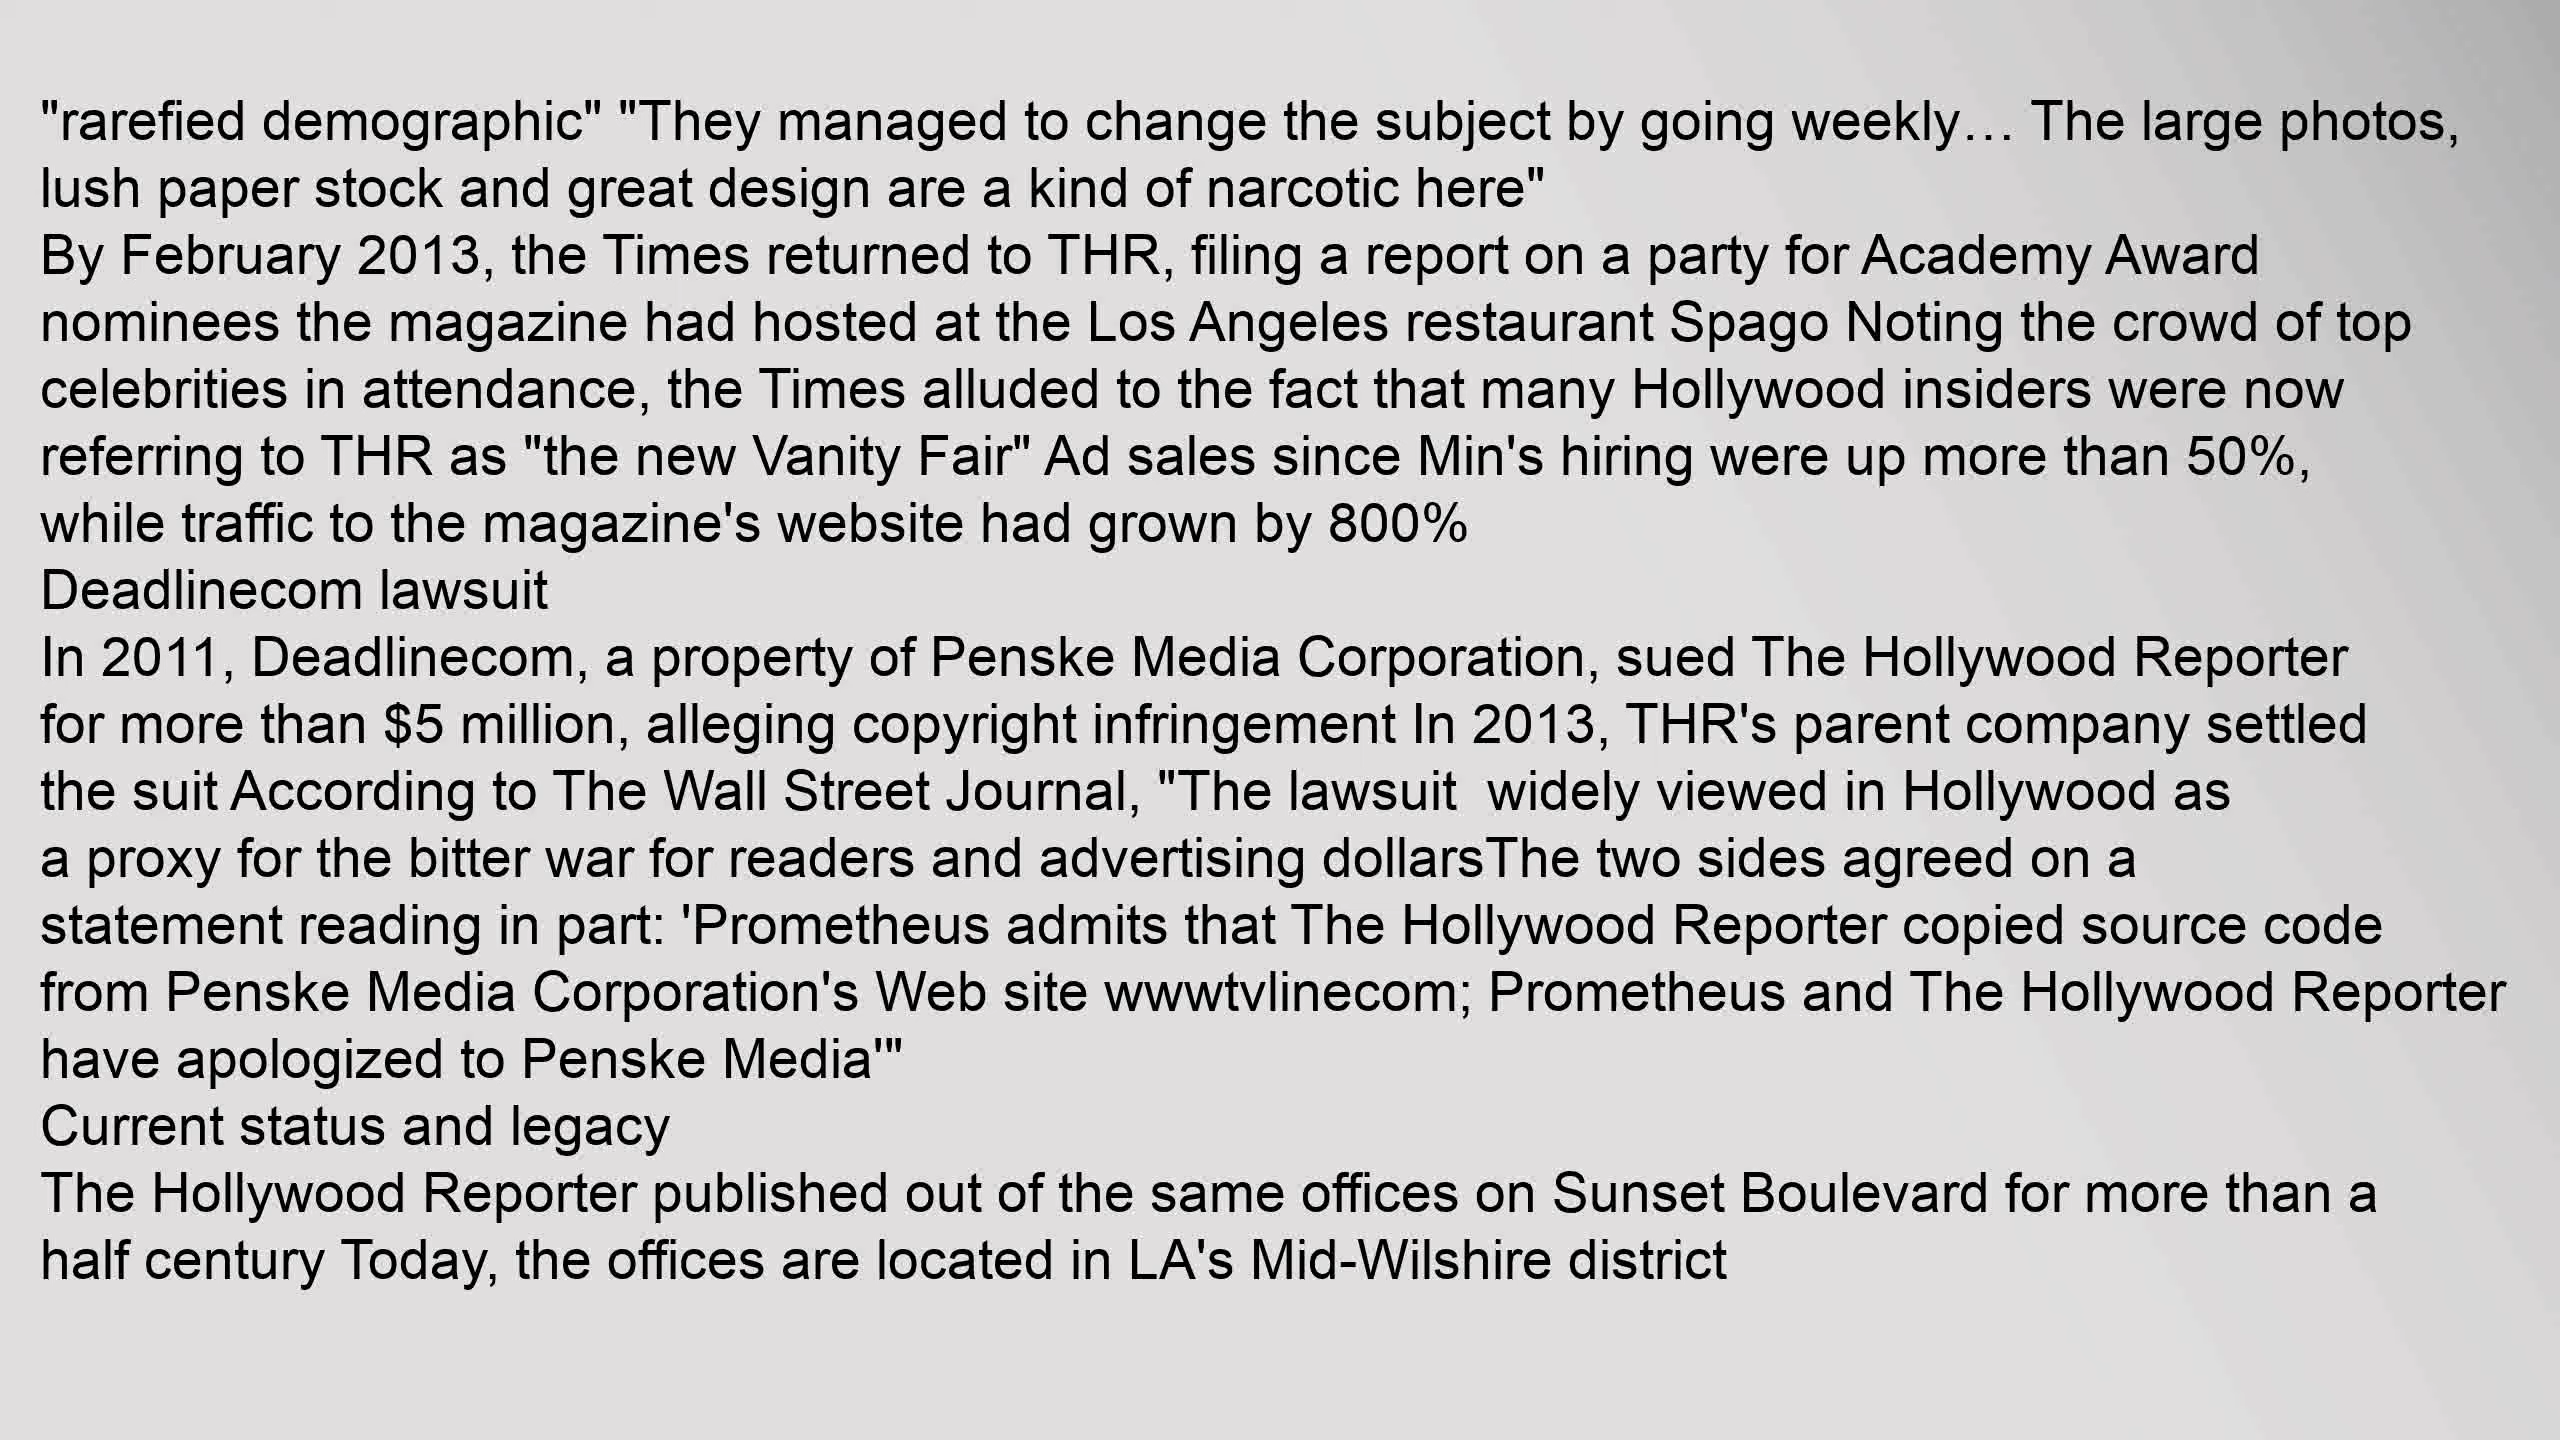 "rarefied demographic" "They managed to change the subject by going weekly… The large photos,
lush paper stock and great design are a kind of narcotic here"
By February 2013, the Times returned to THR, filing a report on a party for Academy Award
nominees the magazine had hosted at the Los Angeles restaurant Spago Noting the crowd of top
celebrities in attendance, the Times alluded to the fact that many Hollywood insiders were now
referring to THR as "the new Vanity Fair" Ad sales since Min's hiring were up more than 50%,
while traffic to the magazine's website had grown by 800%
Deadlinecom lawsuit
In 2011, Deadlinecom, a property of Penske Media Corporation, sued The Hollywood Reporter
for more than $5 million, alleging copyright infringement In 2013, THR's parent company settled
the suit According to The Wall Street Journal, "The lawsuit  widely viewed in Hollywood as
a proxy for the bitter war for readers and advertising dollarsThe two sides agreed on a
statement reading in part: 'Prometheus admits that The Hollywood Reporter copied source code
from Penske Media Corporation's Web site wwwtvlinecom; Prometheus and The Hollywood Reporter
have apologized to Penske Media'"
Current status and legacy
The Hollywood Reporter published out of the same offices on Sunset Boulevard for more than a
half century Today, the offices are located in LA's Mid-Wilshire district